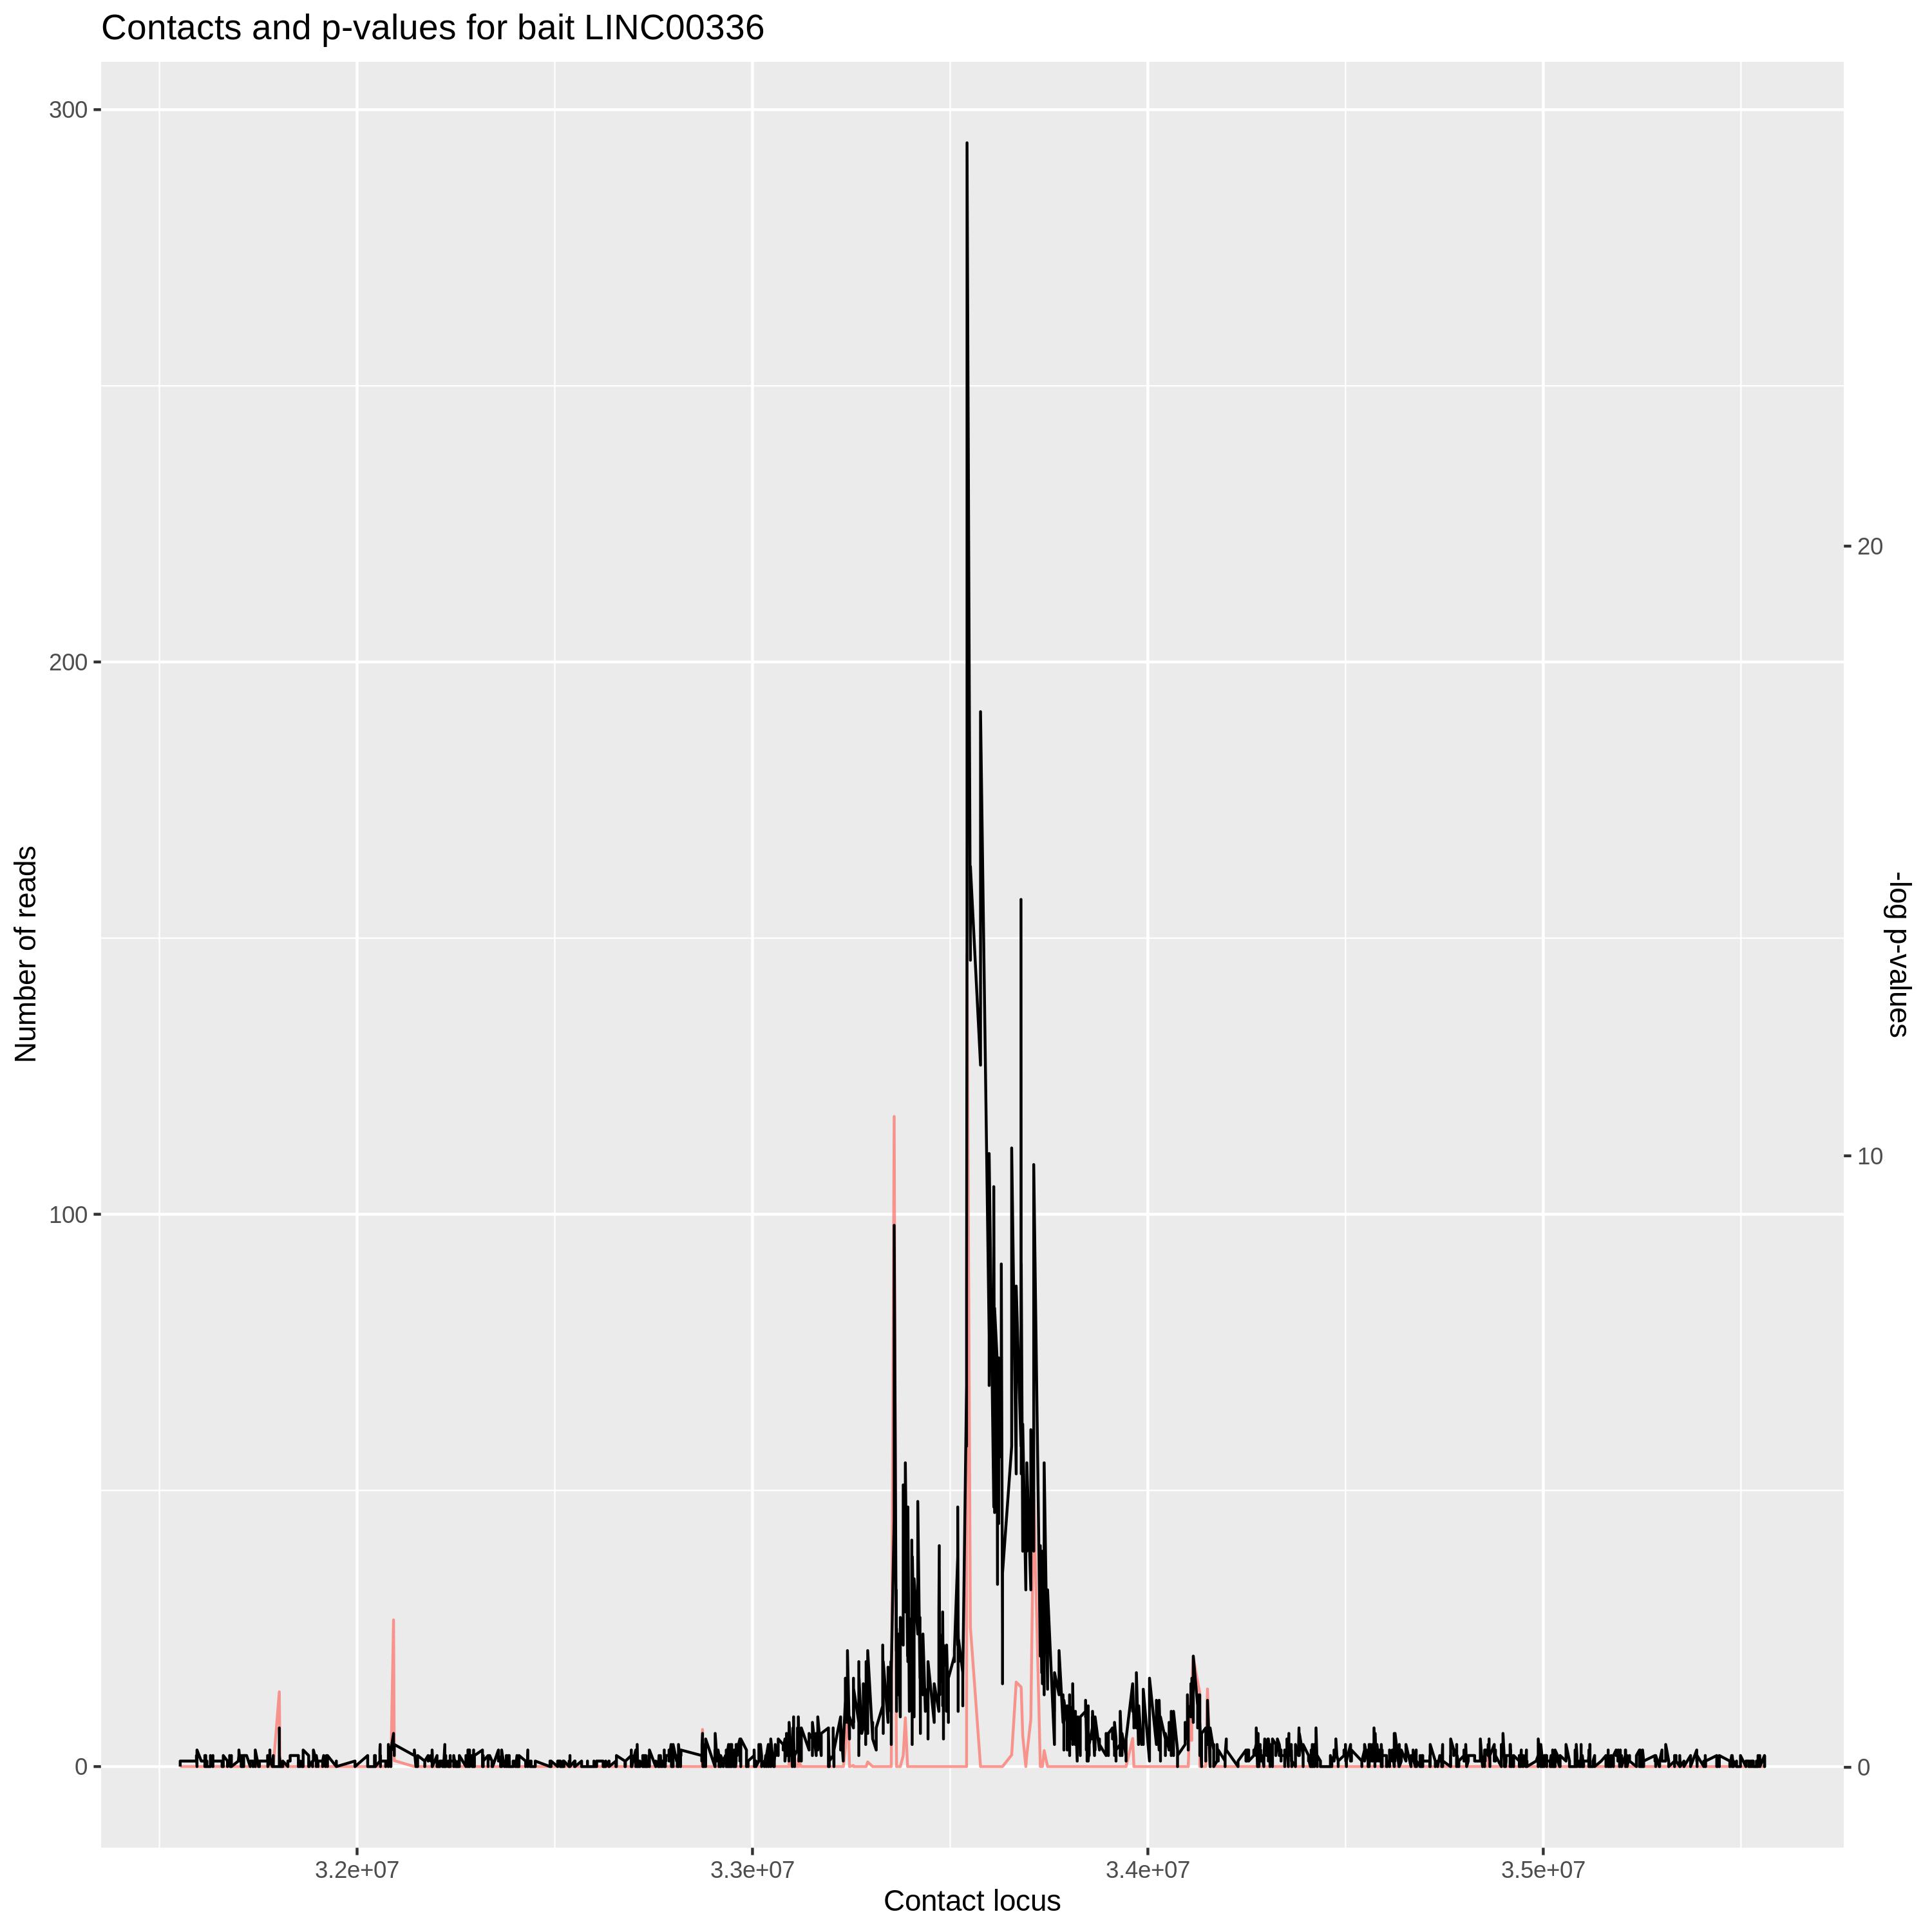 Contacts and p-values for bait LINC00336
300
200
100
0
Number of reads
20
10
0
-log p-values
3.2e+07
3.3e+07
3.4e+07
3.5e+07
Contact locus